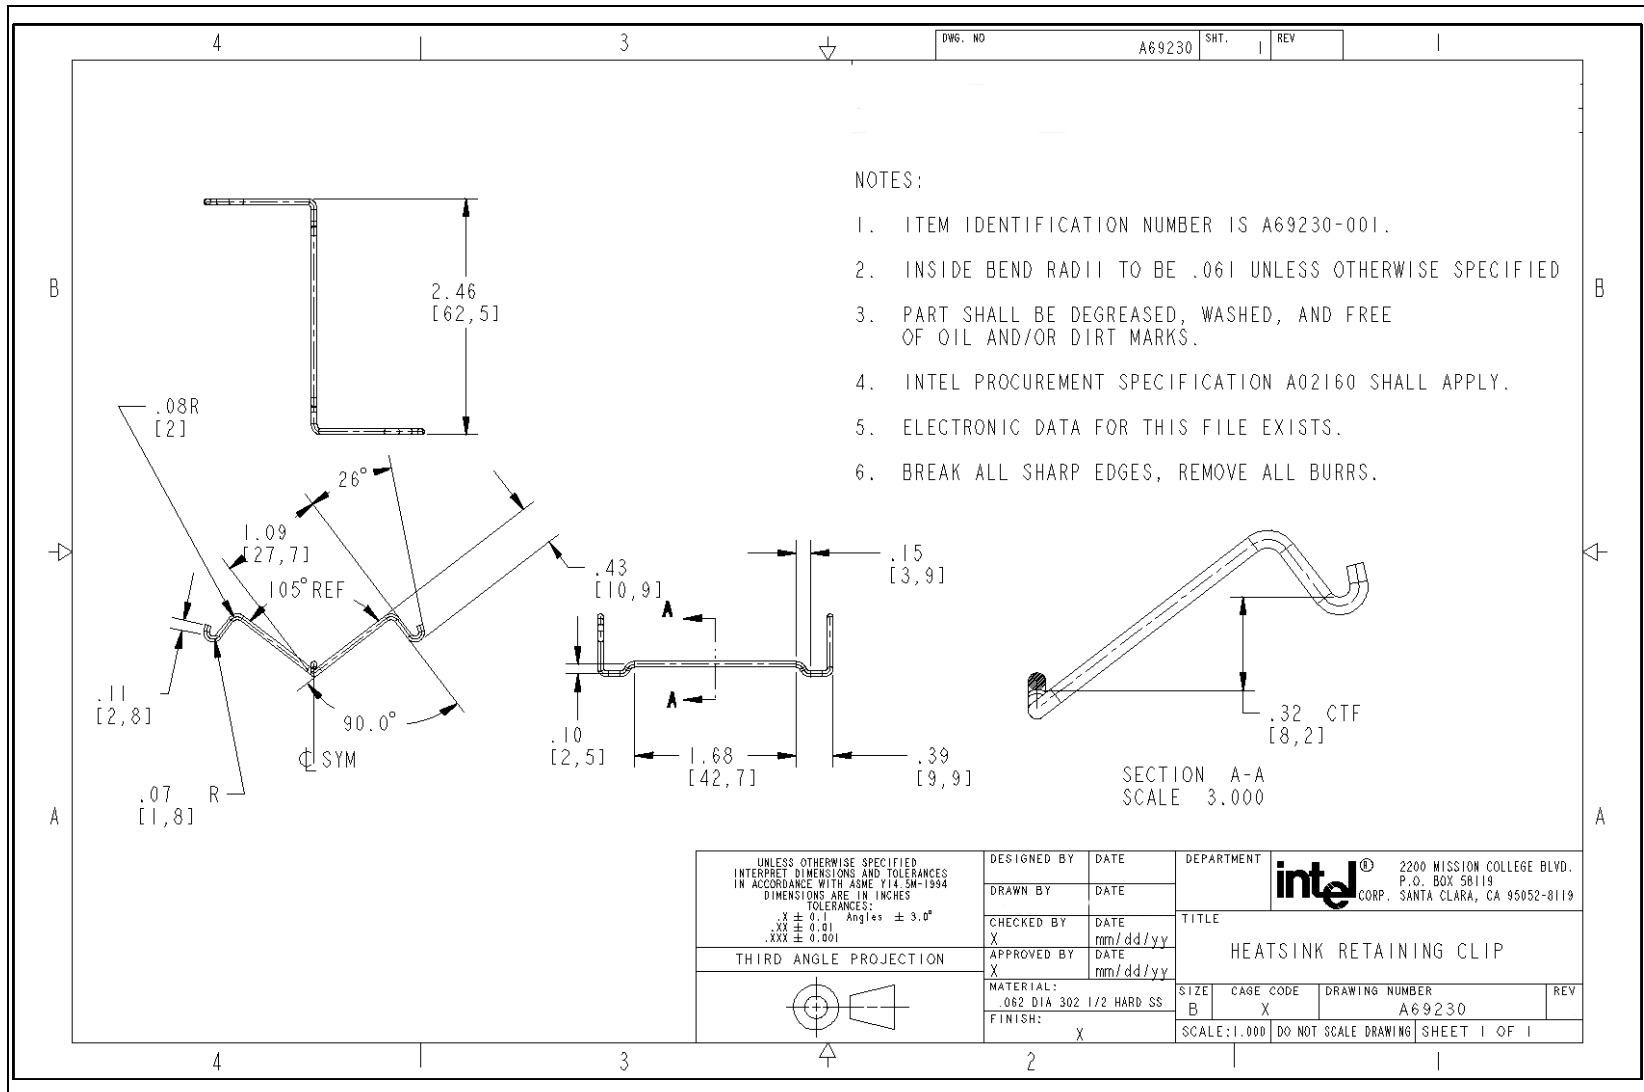 4
3
DWG. NO
A69230
SHT.
1
REV
1
NOTES:
1. ITEM IDENTIFICATION NUMBER IS A69230-001.
2. INSIDE BEND RADII TO BE .061 UNLESS OTHERWISE SPECIFIED
3. PART SHALL BE DEGREASED, WASHED, AND FREE
OF OIL AND/OR DIRT MARKS.
4. INTEL PROCUREMENT SPECIFICATION A02160 SHALL APPLY.
5. ELECTRONIC DATA FOR THIS FILE EXISTS.
6. BREAK ALL SHARP EDGES, REMOVE ALL BURRS.
B
B
2.46
[62,5]
.08R
[2]
26°
1.09
[27,7]
105° REF
.43
[10,9]
.15
[3,9]
A
A
.11
[2,8]
90.0°
℄ SYM
.07 R
[1,8]
.10
[2,5]
1.68
[42,7]
.39
[9,9]
.32 CTF
[8,2]
SECTION A-A
SCALE 3.000
A
A
UNLESS OTHERWISE SPECIFIED
INTERPRET DIMENSIONS AND TOLERANCES
IN ACCORDANCE WITH ASME Y14.5M-1994
DIMENSIONS ARE IN INCHES
TOLERANCES:
.X ± 0.1 Angles ± 3.0°
.XX ± 0.01
.XXX ± 0.001
THIRD ANGLE PROJECTION
DESIGNED BY
DATE
DRAWN BY
DATE
CHECKED BY
X
DATE
mm/dd/yy
APPROVED BY
X
DATE
mm/dd/yy
MATERIAL:
.062 DIA 302 1/2 HARD SS
FINISH:
X
DEPARTMENT
intel®
CORP.
2200 MISSION COLLEGE BLVD.
P.O. BOX 58119
SANTA CLARA, CA 95052-8119
TITLE
HEATSINK RETAINING CLIP
SIZE
B
CAGE CODE
X
DRAWING NUMBER
A69230
REV
SCALE:1.000
DO NOT SCALE DRAWING
SHEET 1 OF 1
4
3
2
1